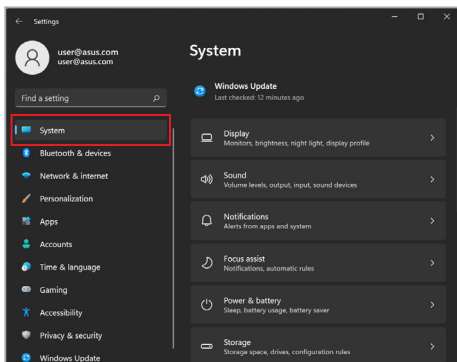 Settings
user@asus.com
user@asus.com
Find a setting
System
Bluetooth & devices
Network & internet
Personalization
Apps
Accounts
Time & language
Gaming
Accessibility
Privacy & security
Windows Update
System
Windows Update
Last checked: 12 minutes ago
Display
Monitors, brightness, night light, display profile
Sound
Volume levels, output, input, sound devices
Notifications
Alerts from apps and system
Focus assist
Notifications, automatic rules
Power & battery
Sleep, battery usage, battery saver
Storage
Storage space, drives, configuration rules